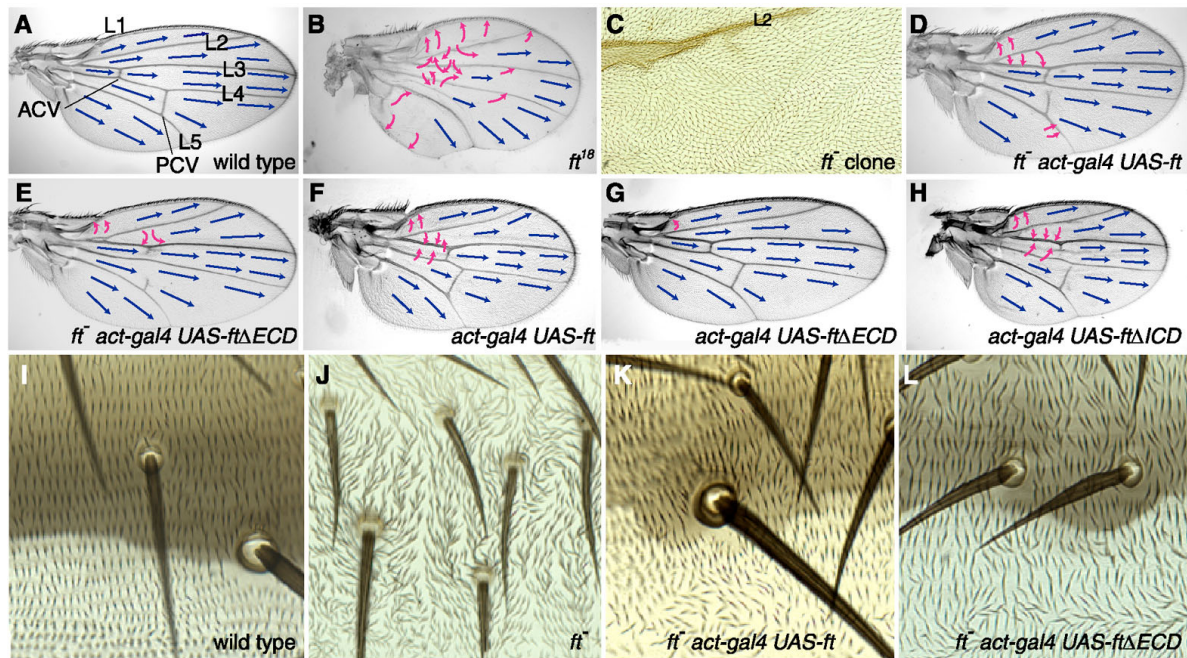 A
L1
L2
L3
L4
ACV
L5
PCV
wild type
B
ft18
C
L2
ft- clone
D
ft- act-gal4 UAS-ft
E
ft- act-gal4 UAS-ftΔECD
F
act-gal4 UAS-ft
G
act-gal4 UAS-ftΔECD
H
act-gal4 UAS-ftΔICD
I
wild type
J
ft-
K
ft- act-gal4 UAS-ft
L
ft- act-gal4 UAS-ftΔECD